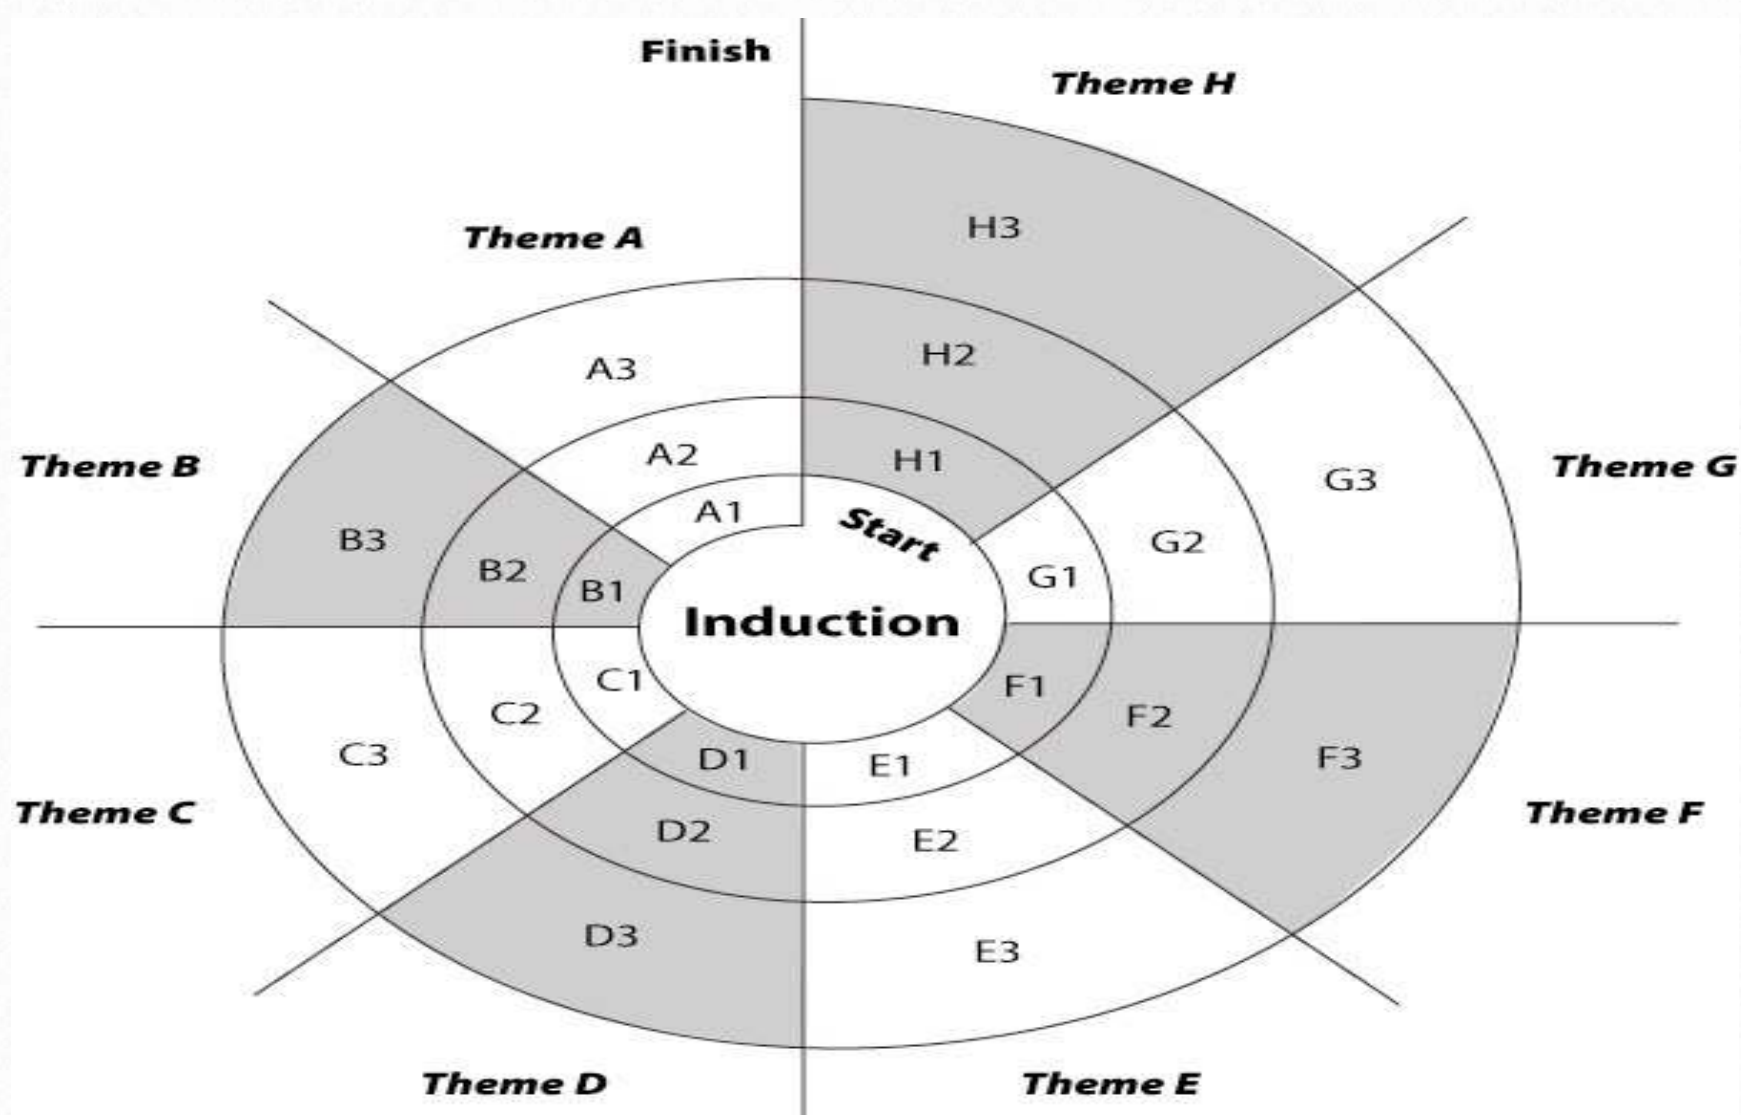 Finish
Theme H
H3
Theme A
H2
A3
A2
H1
Theme B
Theme G
G3
A1
Start
B3
G2
B2
G1
B1
Induction
C1
F1
C2
F2
C3
D1
E1
F3
Theme C
Theme F
D2
E2
D3
E3
Theme D
Theme E